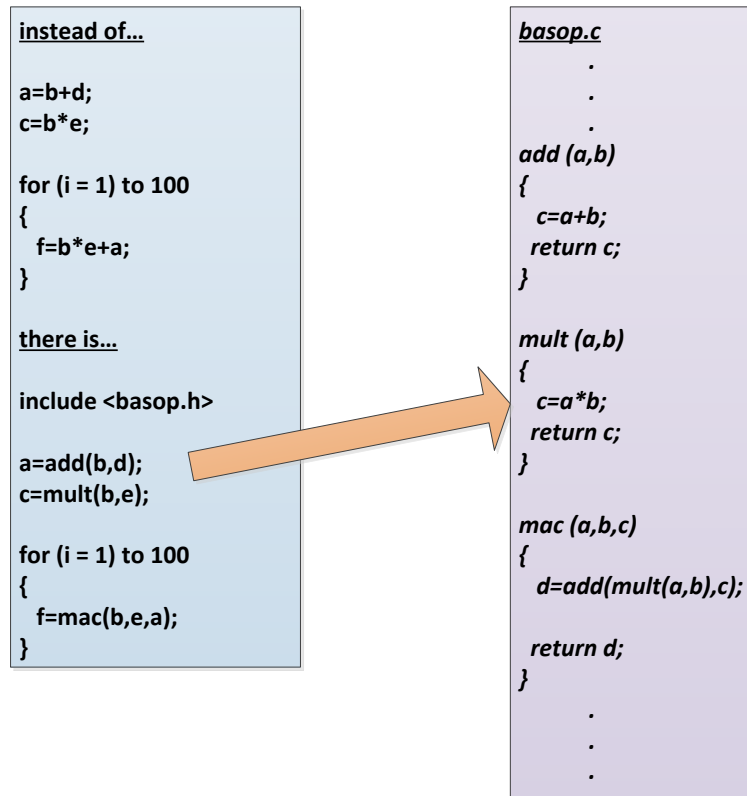 instead of…
a=b+d;
c=b*e;
for (i = 1) to 100
{
f=b*e+a;
}
there is…
include <basop.h>
a=add(b,d);
c=mult(b,e);
for (i = 1) to 100
{
f=mac(b,e,a);
}
basop.c
.
.
.
add (a,b)
{
c=a+b;
return c;
}
mult (a,b)
{
c=a*b;
return c;
}
mac (a,b,c)
{
d=add(mult(a,b),c);
return d;
}
.
.
.